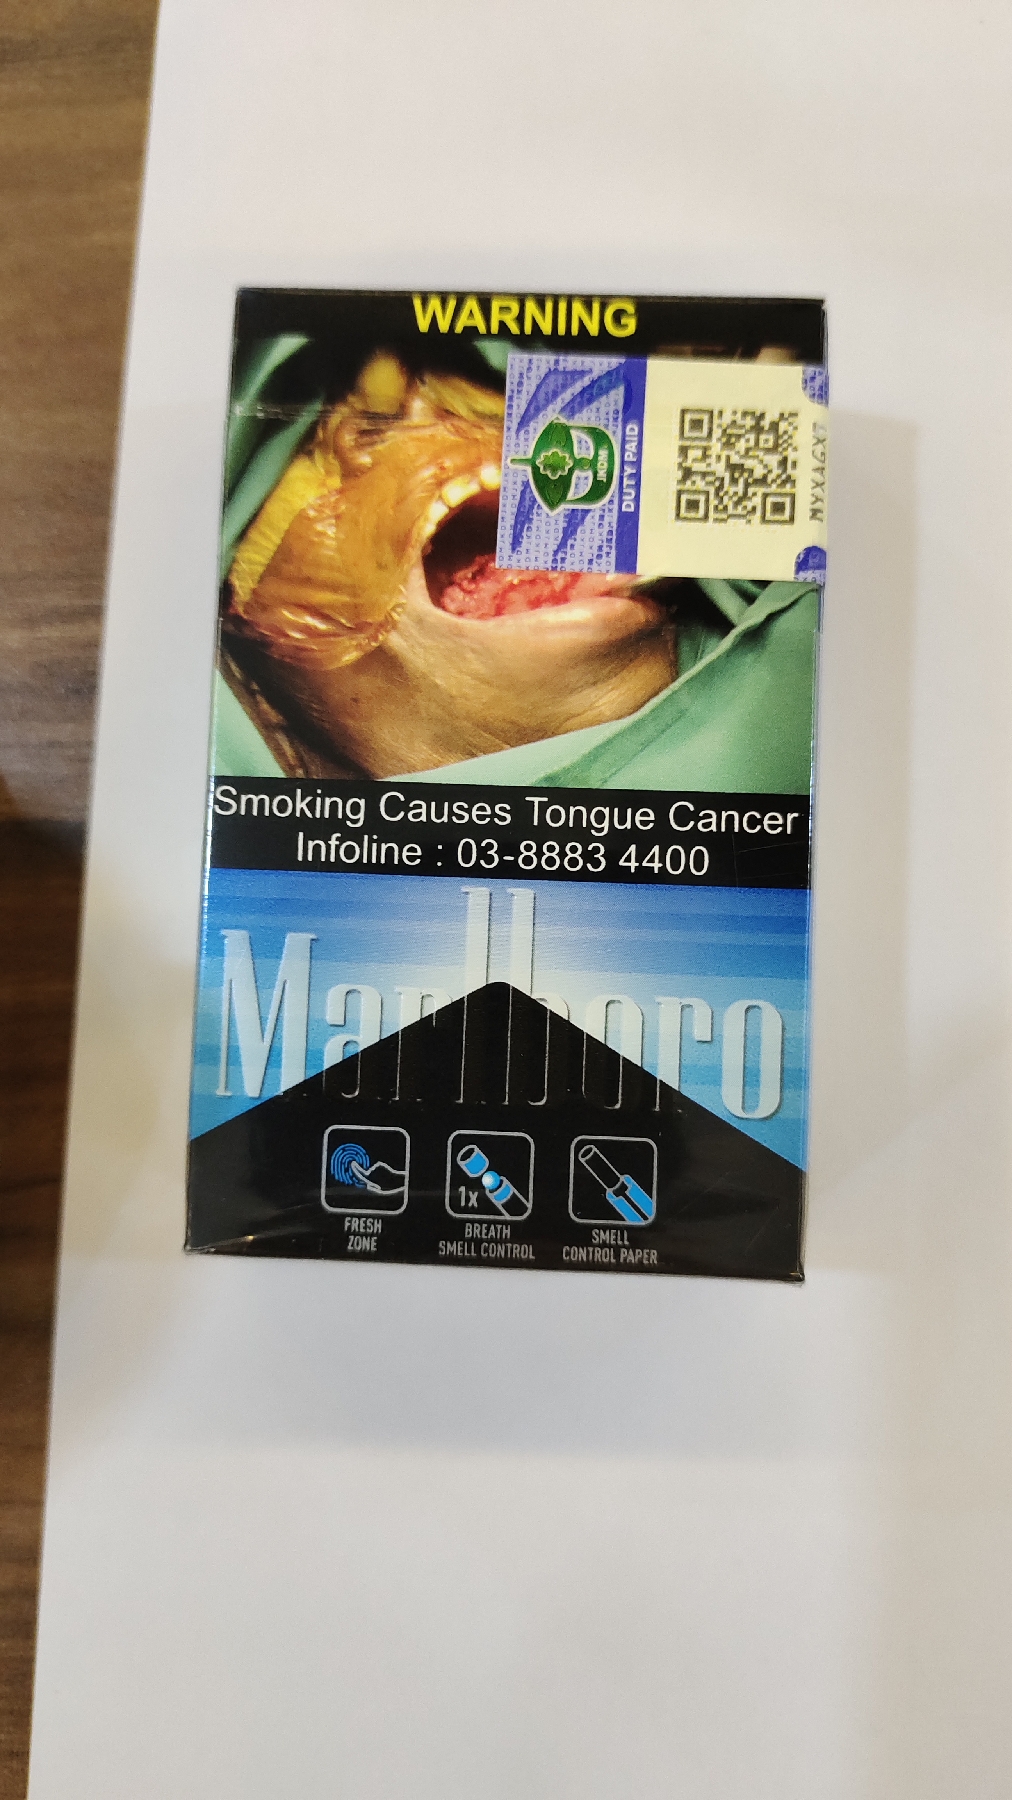 WARNING
JKDM
DUTY PAID
MYXAGX7
Smoking Causes Tongue Cancer
Infoline : 03-8883 4400
Marlboro
FRESH
ZONE
1x
BREATH
SMELL CONTROL
SMELL
CONTROL PAPER